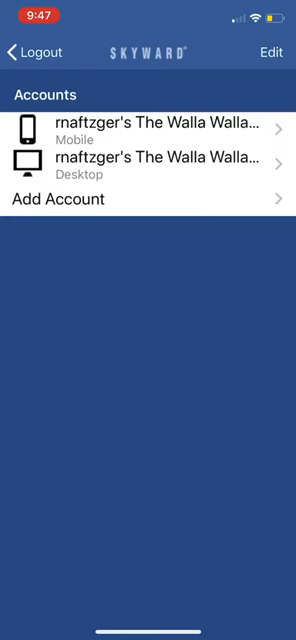 9:47
Logout
SKYWARD
Edit
Accounts
rnaftzger's The Walla Walla...
Mobile
rnaftzger's The Walla Walla...
Desktop
Add Account